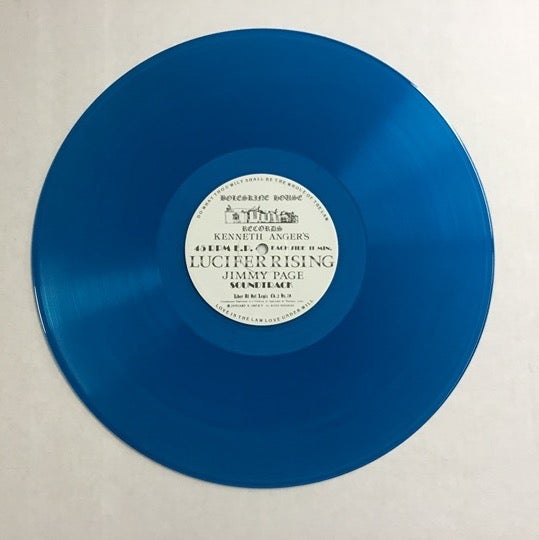 DO WHAT THOU WILT SHALL BE THE WHOLE OF THE LAW
BOLESKINE HOUSE
RECORDS
KENNETH ANGER'S
45 RPM E.P. EACH SIDE 11 MIN.
LUCIFER RISING
JIMMY PAGE
SOUNDTRACK
LOVE IS THE LAW LOVE UNDER WILL